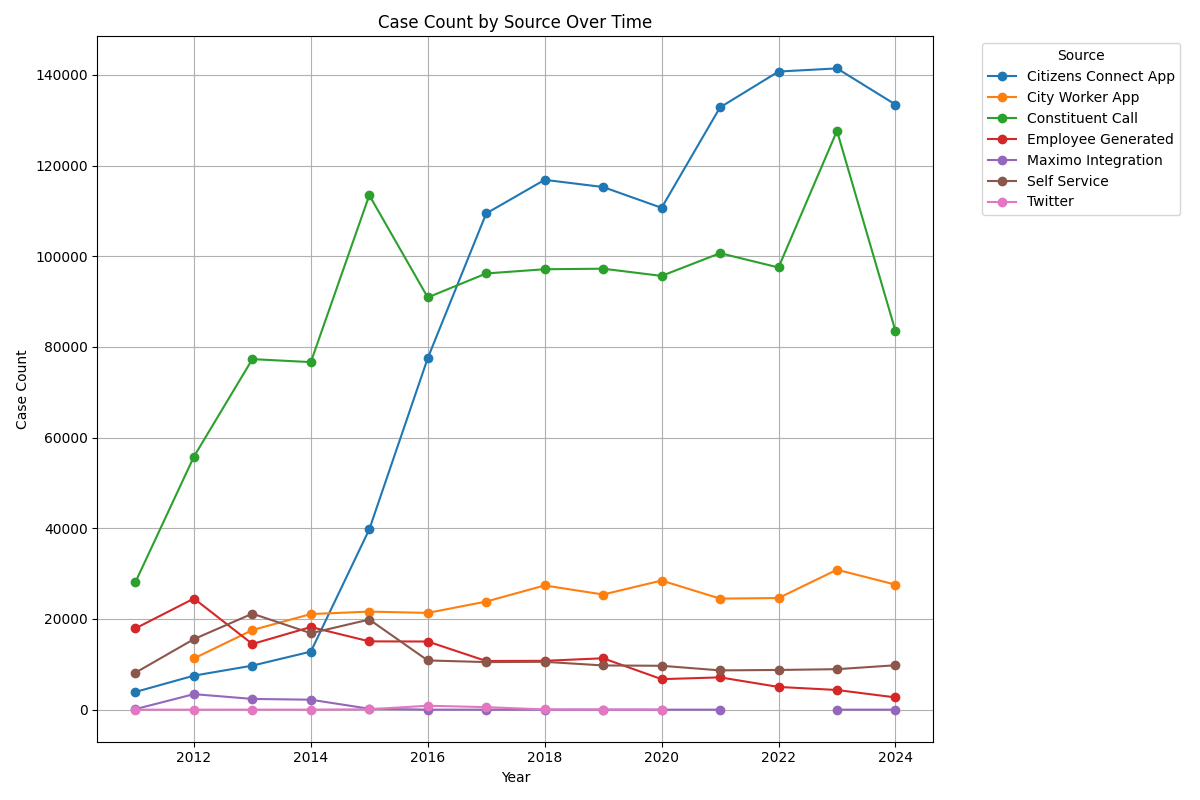 Case Count by Source Over Time
Source
Citizens Connect App
City Worker App
Constituent Call
Employee Generated
Maximo Integration
Self Service
Twitter
Case Count
140000
120000
100000
80000
60000
40000
20000
0
2012 2014 2016 2018 2020 2022 2024
Year